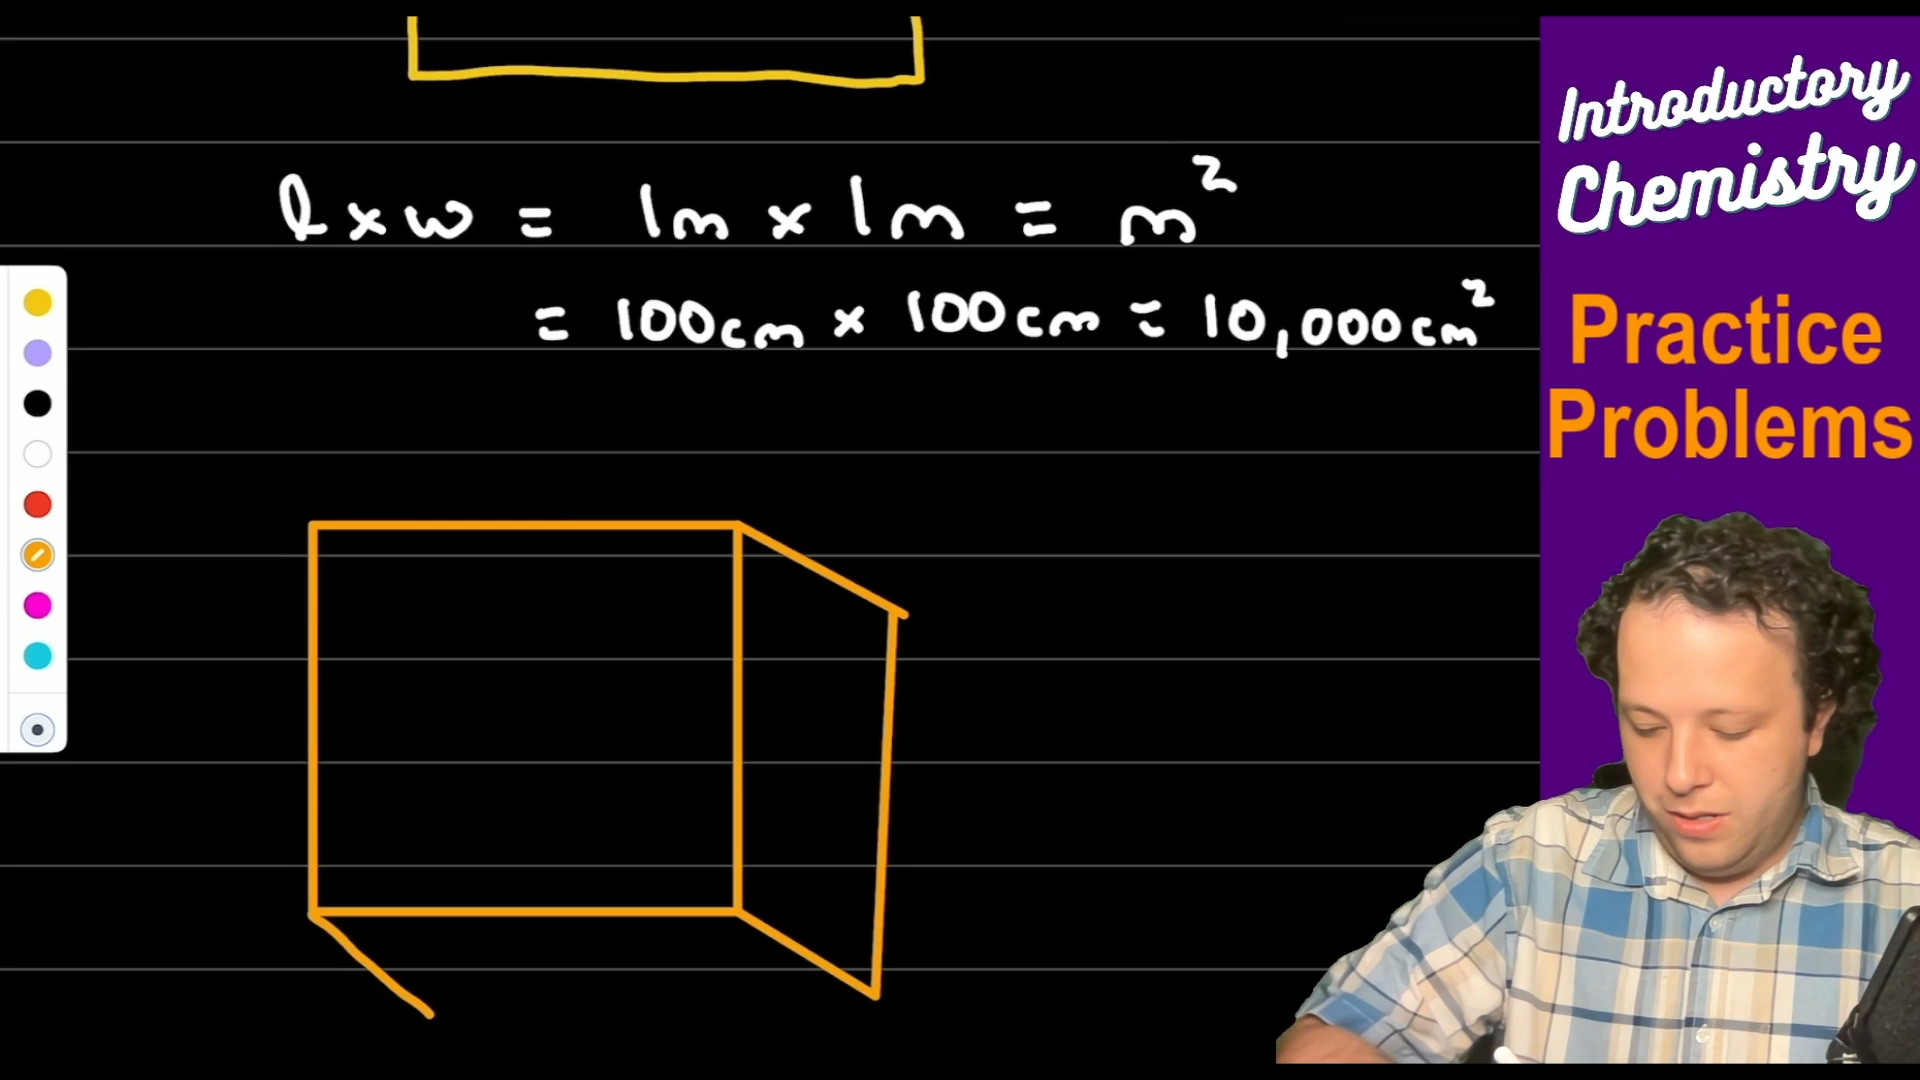 l x w = 1m x 1m = m²
= 100cm x 100cm = 10,000cm²
Introductory
Chemistry
Practice
Problems